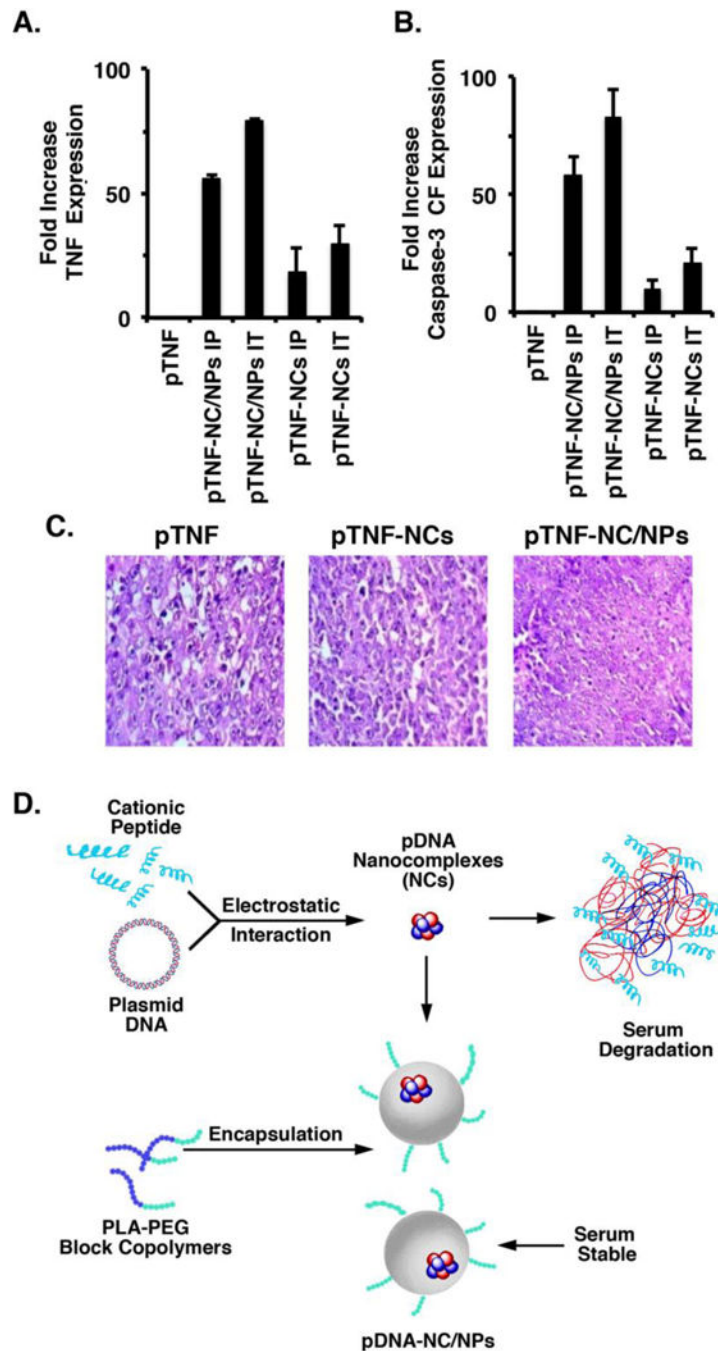 A.
Fold Increase
TNF Expression
100
50
0
pTNF
pTNF-NC/NPs IP
pTNF-NC/NPs IT
pTNF-NCs IP
pTNF-NCs IT
B.
Fold Increase
Caspase-3 CF Expression
100
50
0
pTNF
pTNF-NC/NPs IP
pTNF-NC/NPs IT
pTNF-NCs IP
pTNF-NCs IT
C.
pTNF
pTNF-NCs
pTNF-NC/NPs
D.
Cationic
Peptide
Plasmid
DNA
Electrostatic
Interaction
pDNA
Nanocomplexes
(NCs)
Serum
Degradation
Encapsulation
PLA-PEG
Block Copolymers
Serum
Stable
pDNA-NC/NPs